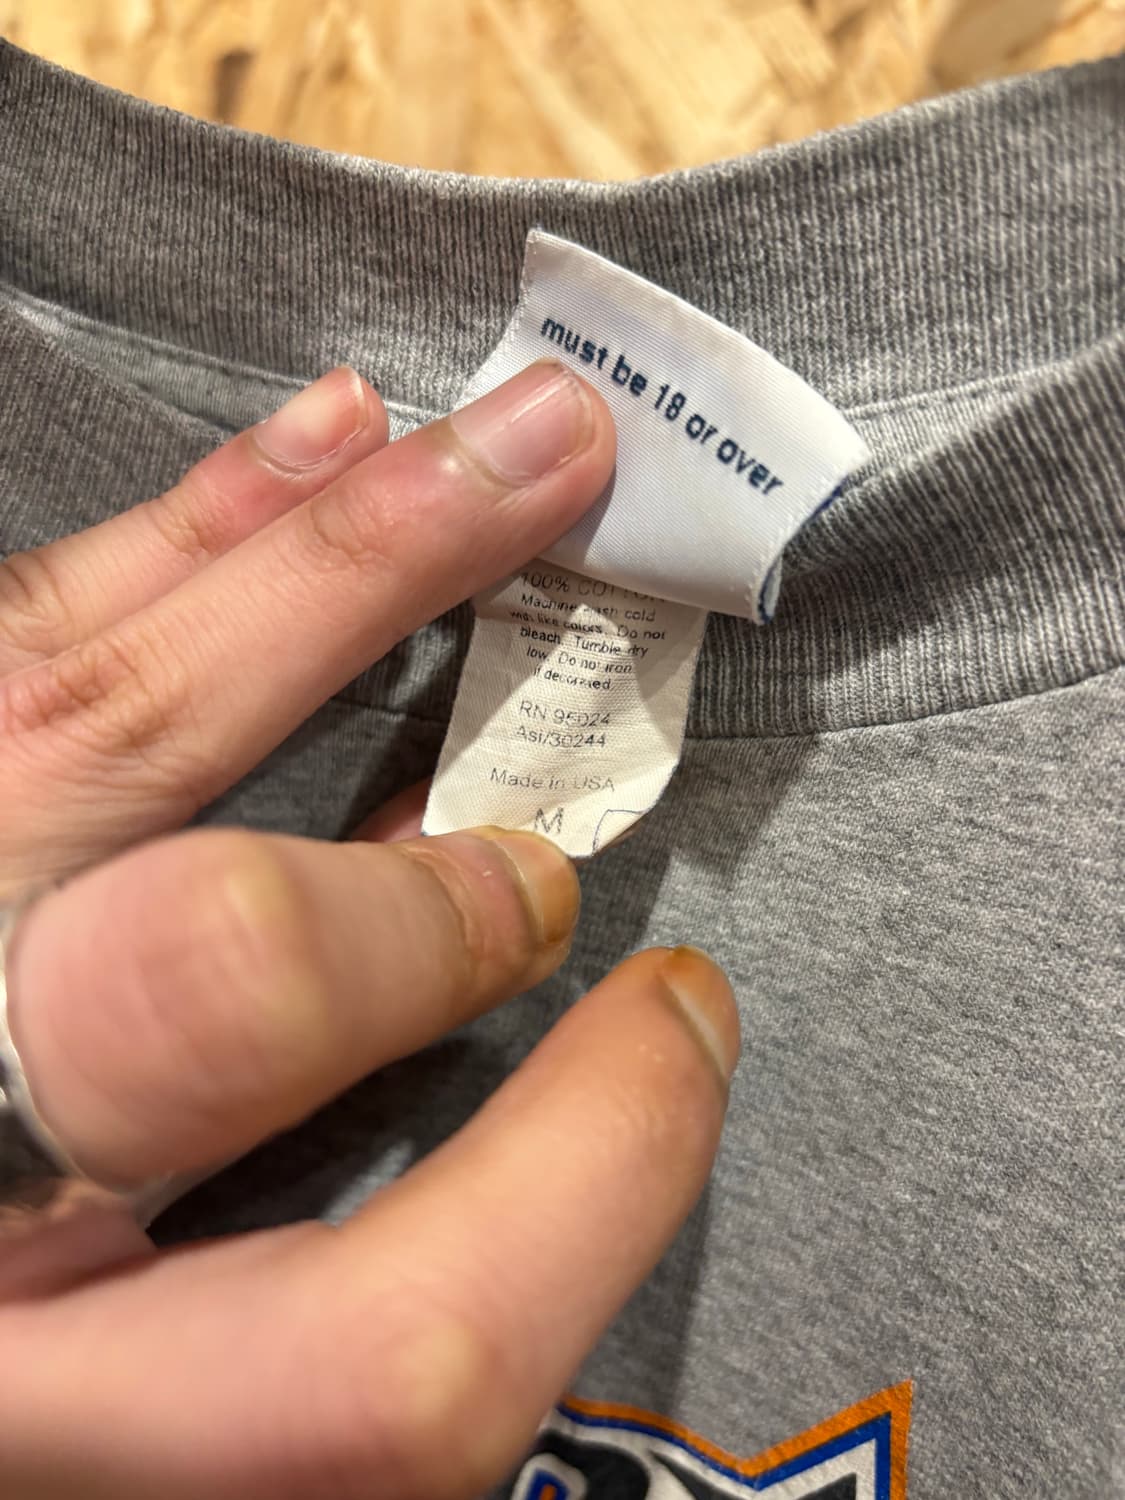 must be 18 or over
100% COTTON
Machine wash cold
with like colors. Do not
bleach. Tumble dry
low. Do not iron
if decorated
RN 96024
Asi/30244
Made in USA
M